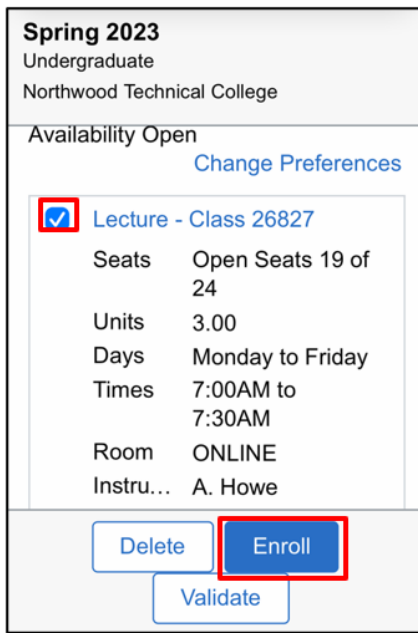 Spring 2023
Undergraduate
Northwood Technical College
Availability Open
Change Preferences
Lecture - Class 26827
Seats Open Seats 19 of
24
Units 3.00
Days Monday to Friday
Times 7:00AM to
7:30AM
Room ONLINE
Instru... A. Howe
Delete Enroll
Validate